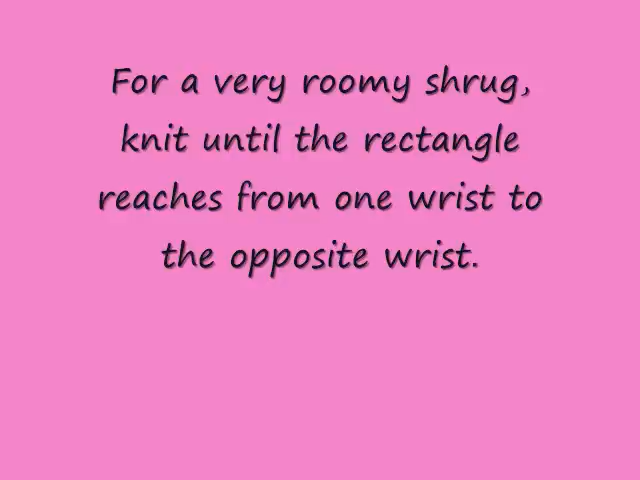 For a very roomy shrug,
knit until the rectangle
reaches from one wrist to
the opposite wrist.